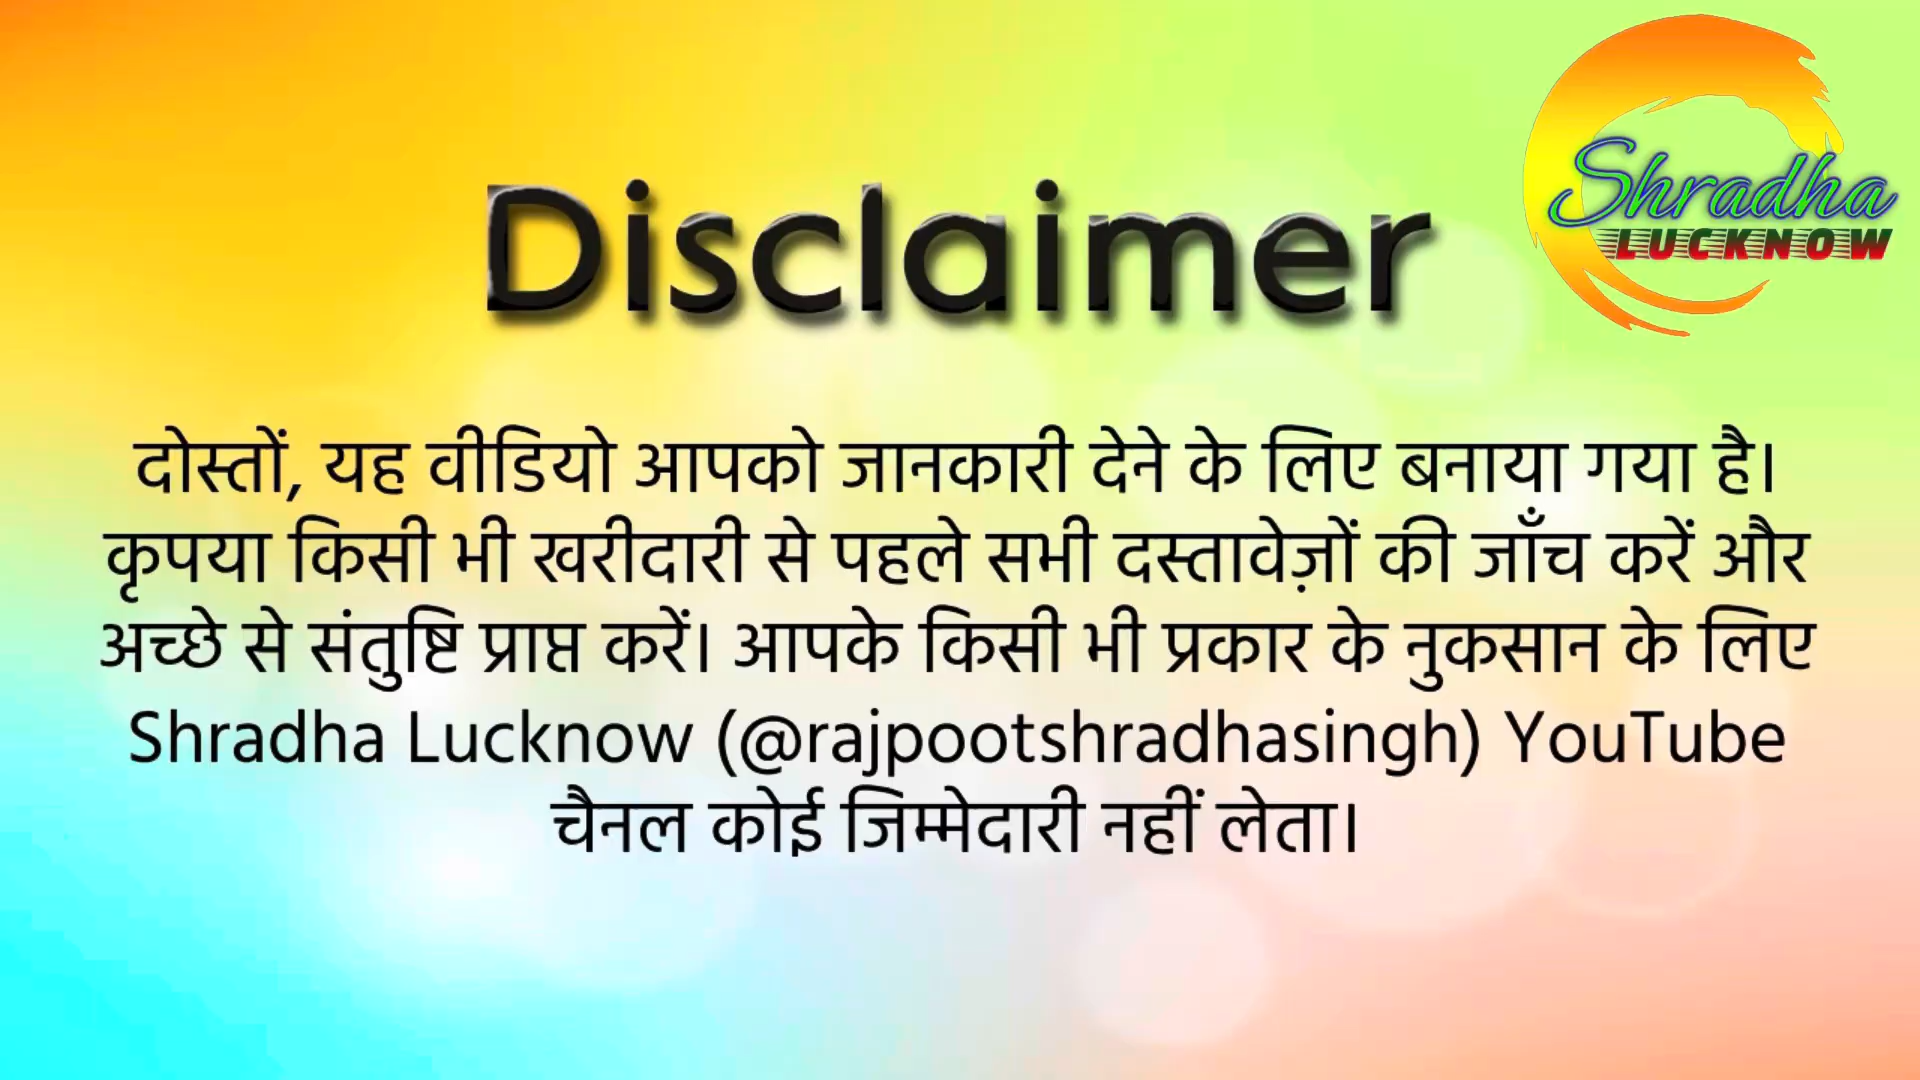 Shradha
LUCKNOW
Disclaimer
दोस्तों, यह वीडियो आपको जानकारी देने के लिए बनाया गया है।
कृपया किसी भी खरीदारी से पहले सभी दस्तावेज़ों की जाँच करें और
अच्छे से संतुष्टि प्राप्त करें। आपके किसी भी प्रकार के नुकसान के लिए
Shradha Lucknow (@rajpootshradhasingh) YouTube
चैनल कोई जिम्मेदारी नहीं लेता।